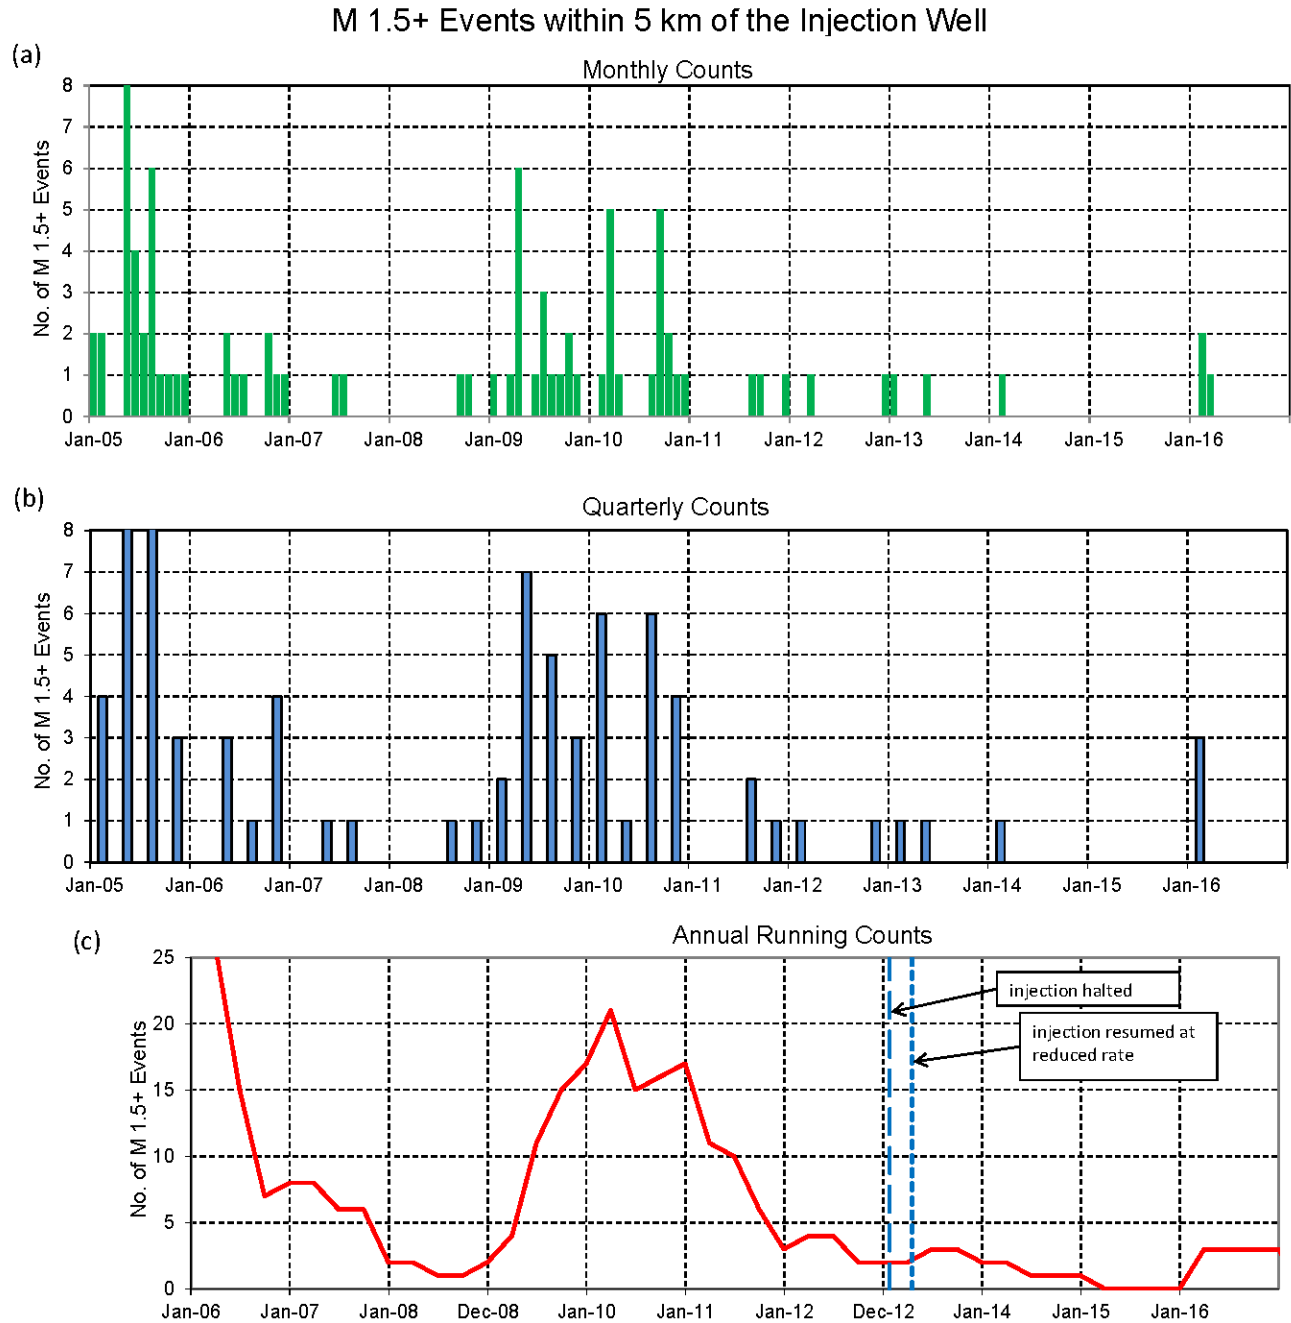 M 1.5+ Events within 5 km of the Injection Well
(a)
Monthly Counts
No. of M 1.5+ Events
8
7
6
5
4
3
2
1
0
Jan-05 Jan-06 Jan-07 Jan-08 Jan-09 Jan-10 Jan-11 Jan-12 Jan-13 Jan-14 Jan-15 Jan-16
(b)
Quarterly Counts
No. of M 1.5+ Events
8
7
6
5
4
3
2
1
0
Jan-05 Jan-06 Jan-07 Jan-08 Jan-09 Jan-10 Jan-11 Jan-12 Jan-13 Jan-14 Jan-15 Jan-16
(c)
Annual Running Counts
No. of M 1.5+ Events
25
20
15
10
5
0
injection halted
injection resumed at
reduced rate
Jan-06 Jan-07 Jan-08 Dec-08 Jan-10 Jan-11 Jan-12 Dec-12 Jan-14 Jan-15 Jan-16